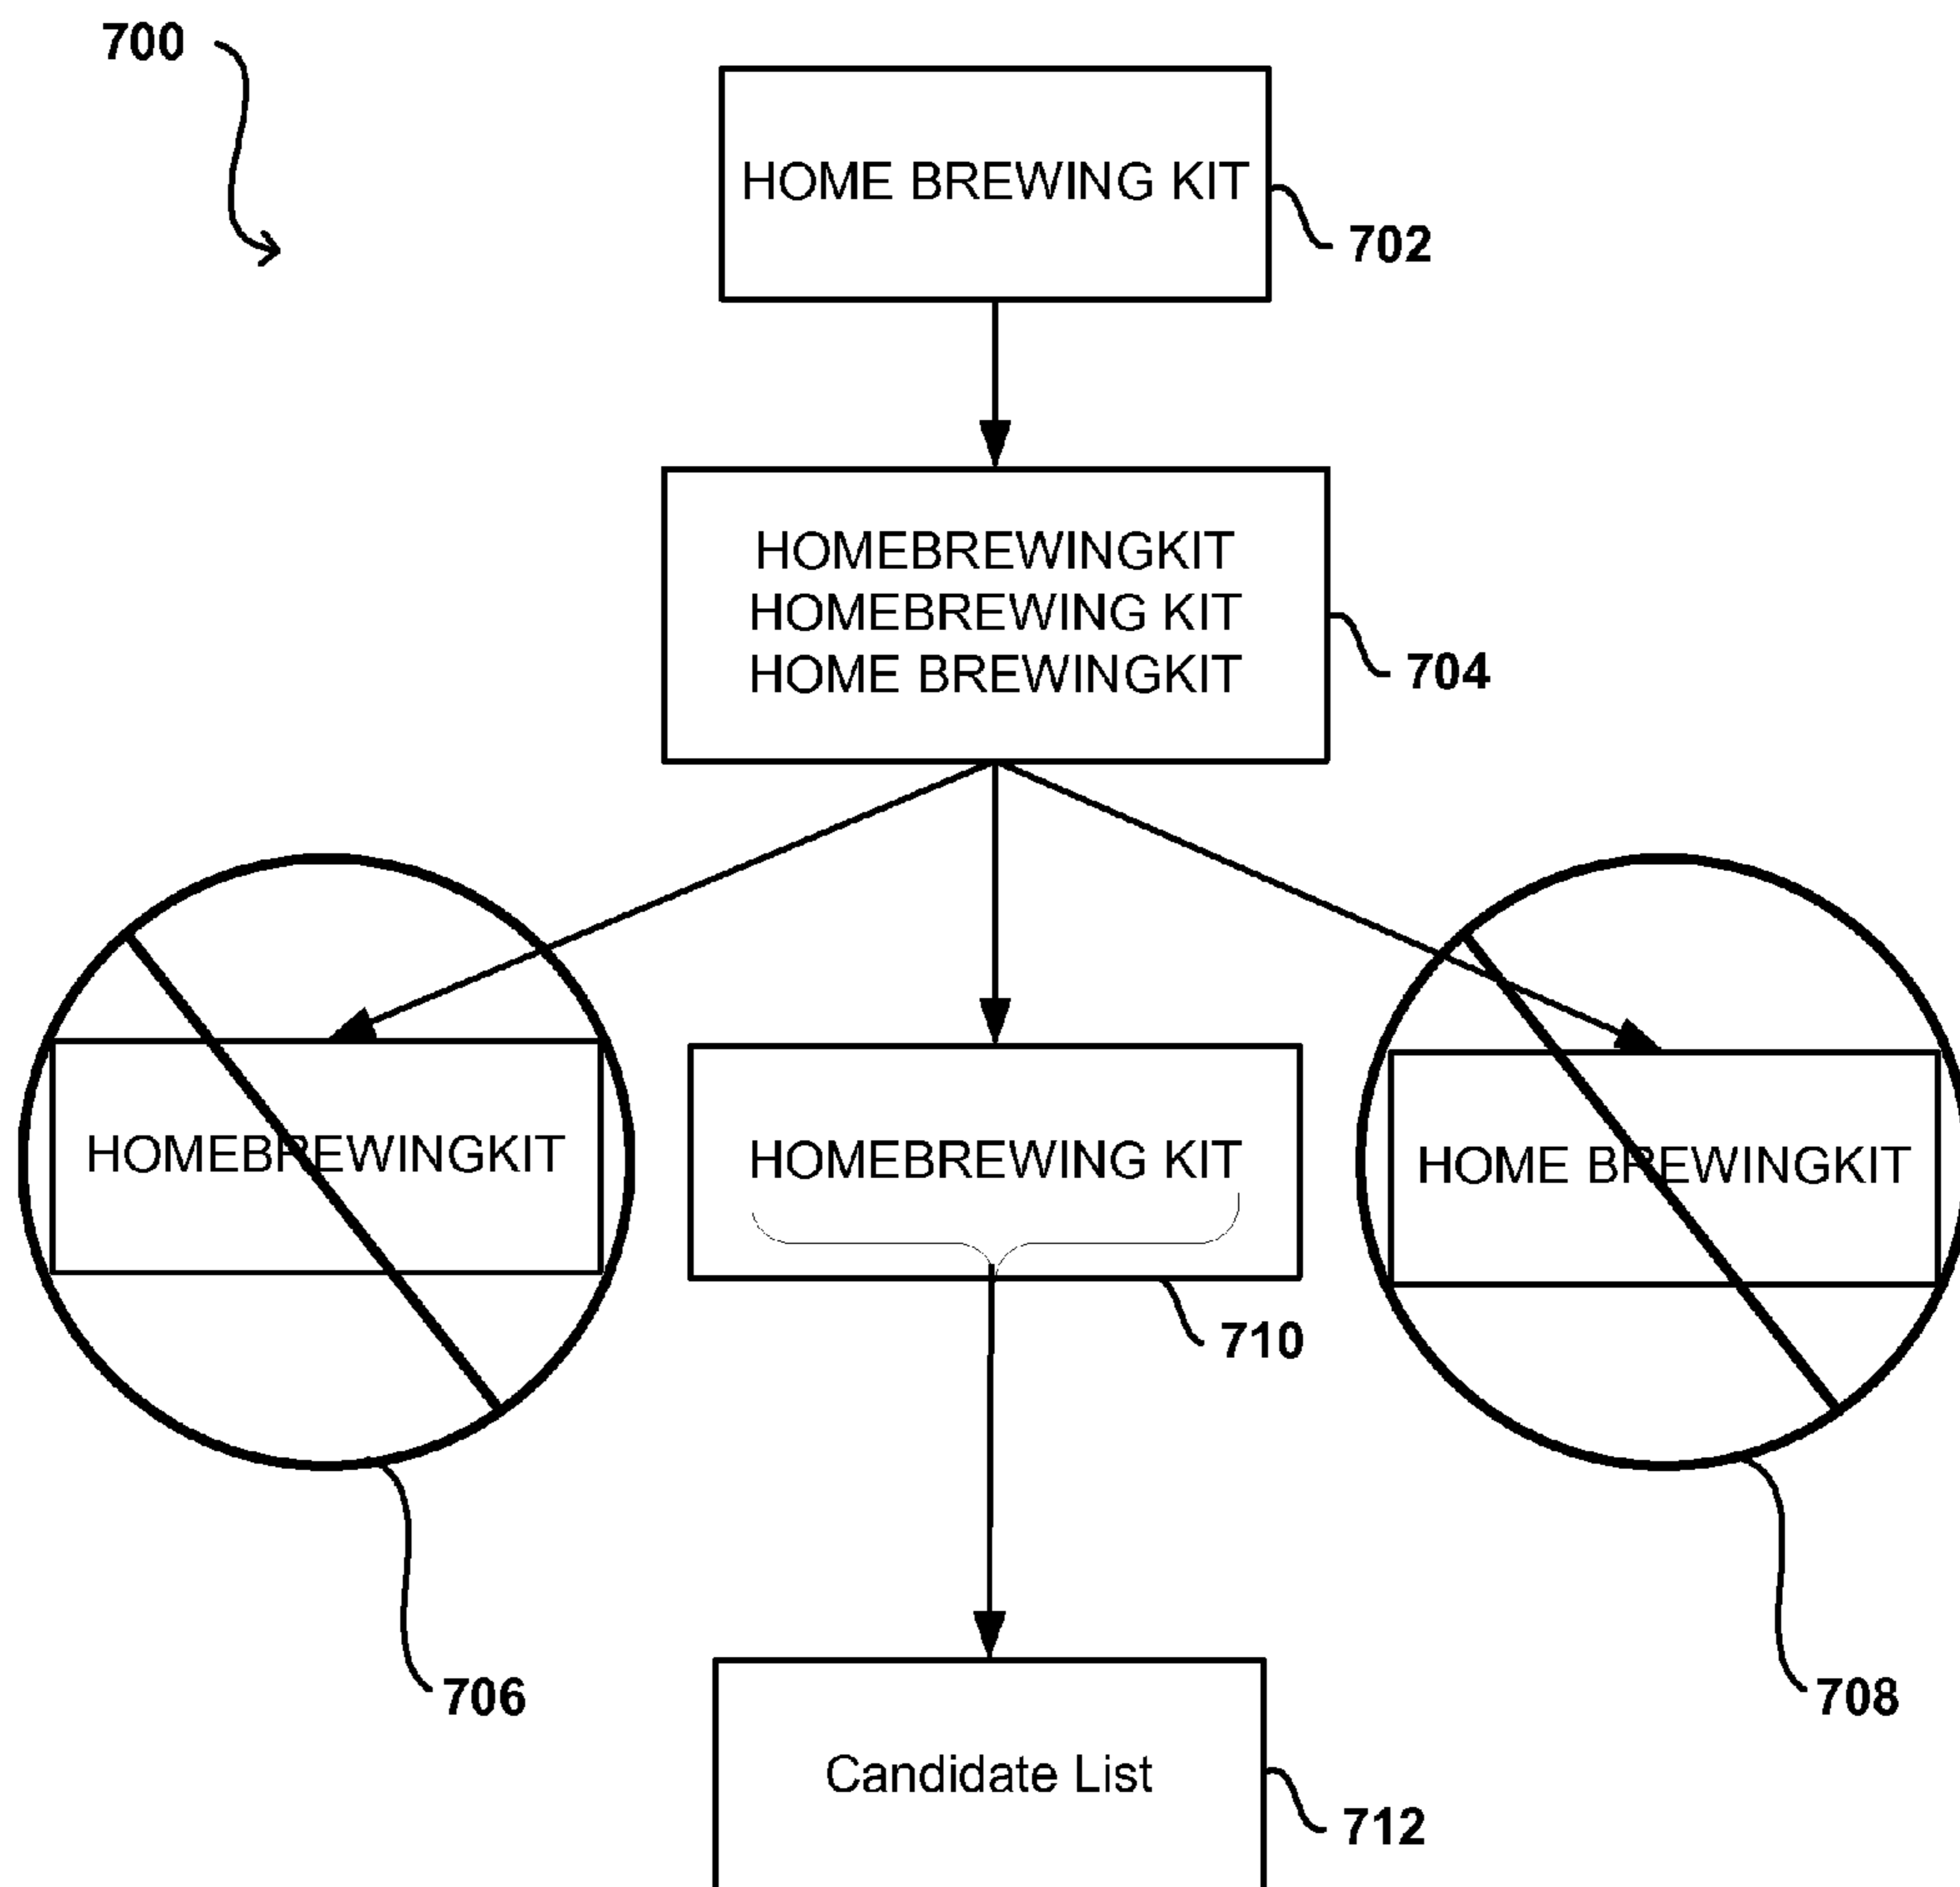 700
HOME BREWING KIT
702
HOMEBREWINGKIT
HOMEBREWING KIT
HOME BREWINGKIT
704
HOMEBREWINGKIT
HOMEBREWING KIT
HOME BREWINGKIT
710
706
708
Candidate List
712